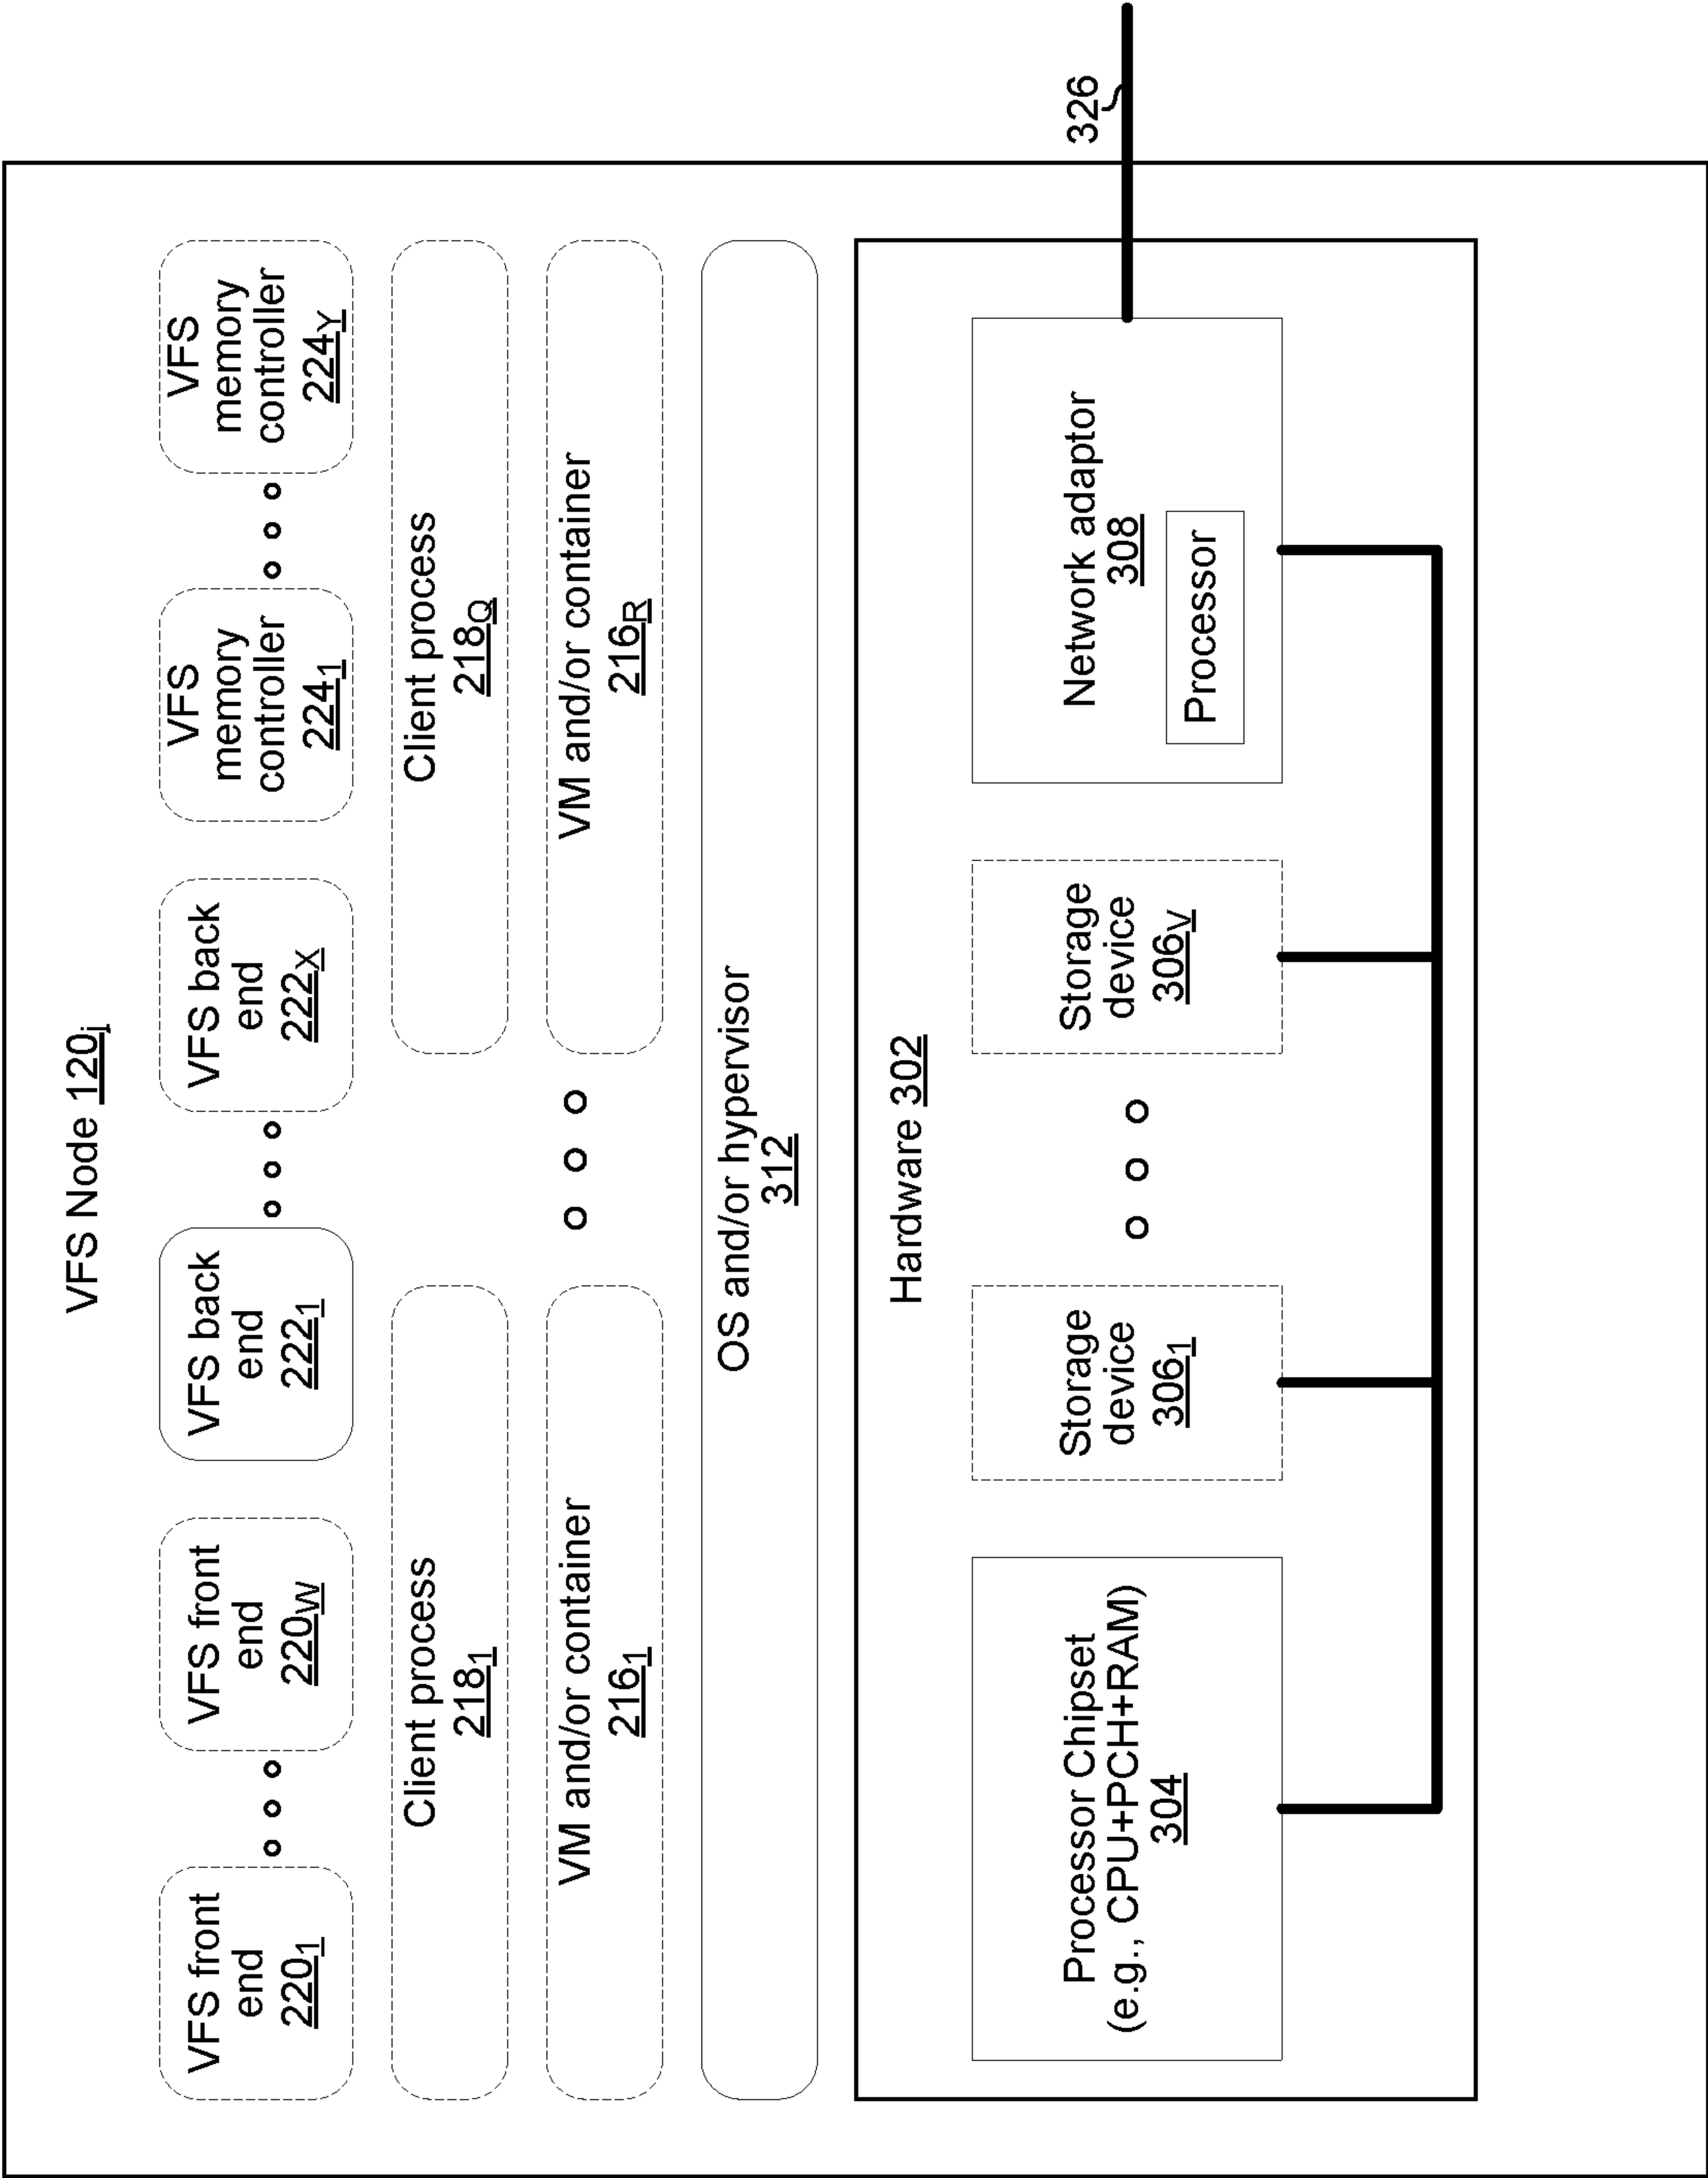 VFS Node 120j
VFS front
end
2201
VFS front
end
220W
VFS back
end
2221
VFS back
end
222X
VFS
memory
controller
2241
VFS
memory
controller
224Y
Client process
2181
Client process
218Q
VM and/or container
2161
VM and/or container
216R
OS and/or hypervisor
312
Hardware 302
Processor Chipset
(e.g., CPU+PCH+RAM)
304
Storage
device
3061
Storage
device
306V
Network adaptor
308
Processor
326